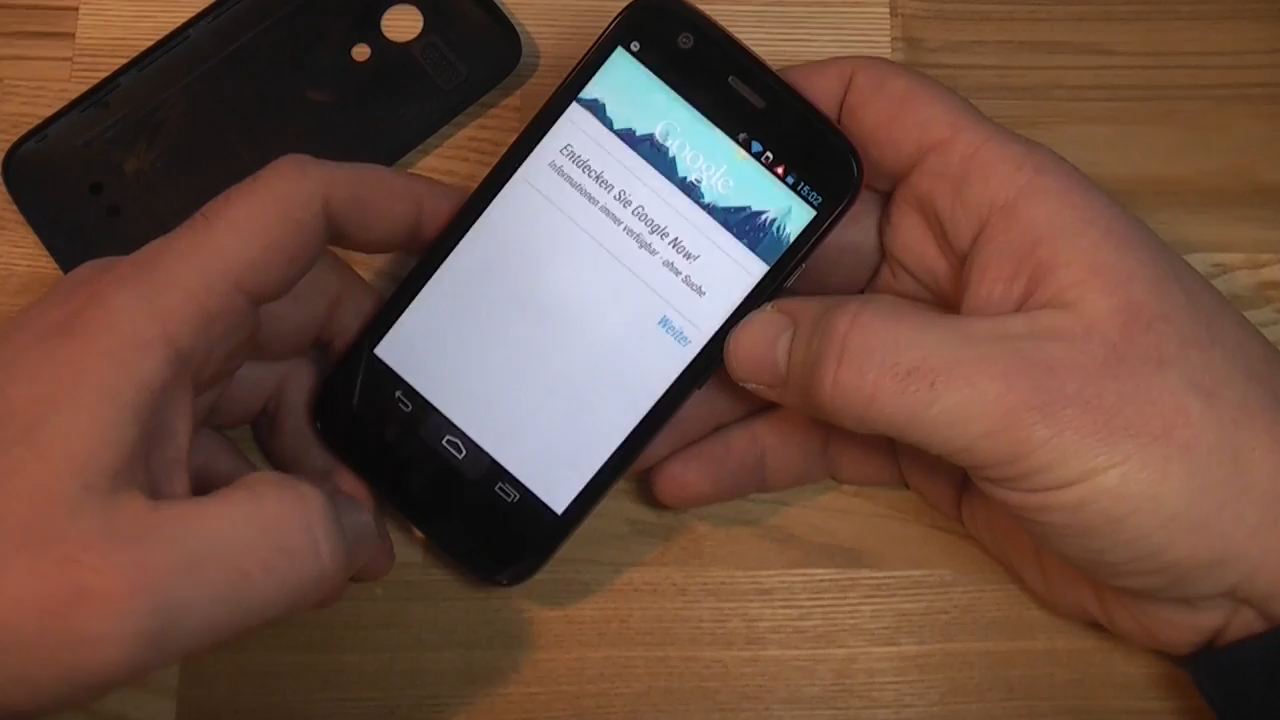 15:02
Google
Entdecken Sie Google Now!
Informationen immer verfügbar - ohne Suche
Weiter